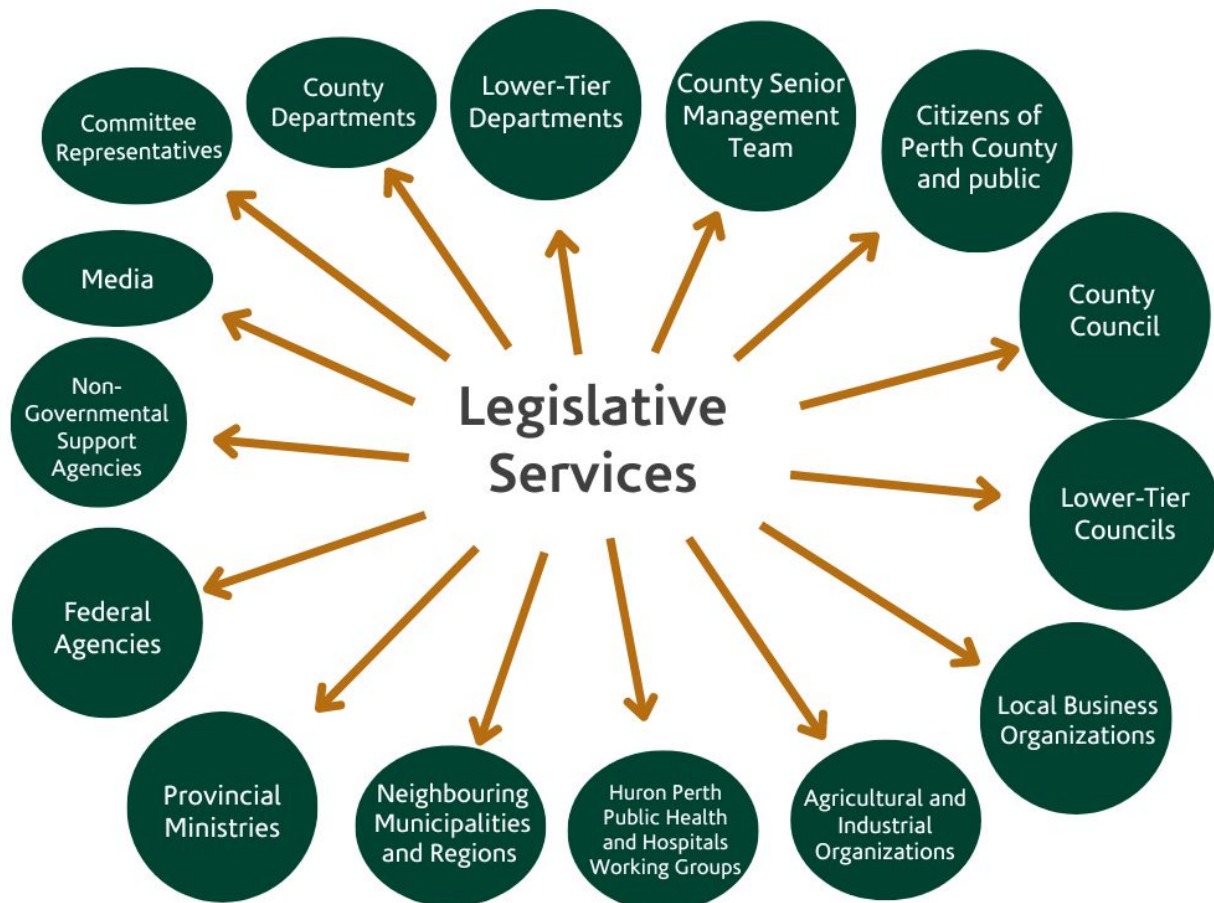 Committee
Representatives
County
Departments
Lower-Tier
Departments
County Senior
Management
Team
Citizens of
Perth County
and public
Media
County
Council
Non-
Governmental
Support
Agencies
Legislative
Services
Lower-Tier
Councils
Federal
Agencies
Local Business
Organizations
Provincial
Ministries
Neighbouring
Municipalities
and Regions
Huron Perth
Public Health
and Hospitals
Working Groups
Agricultural and
Industrial
Organizations